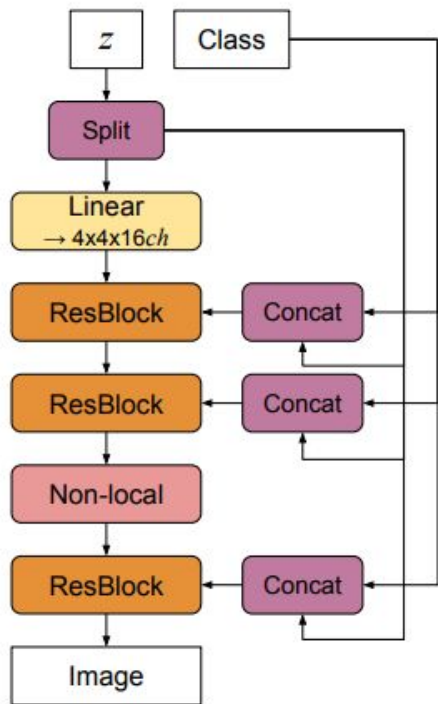 z
Class
Split
Linear
→ 4x4x16ch
ResBlock
Concat
ResBlock
Concat
Non-local
ResBlock
Concat
Image